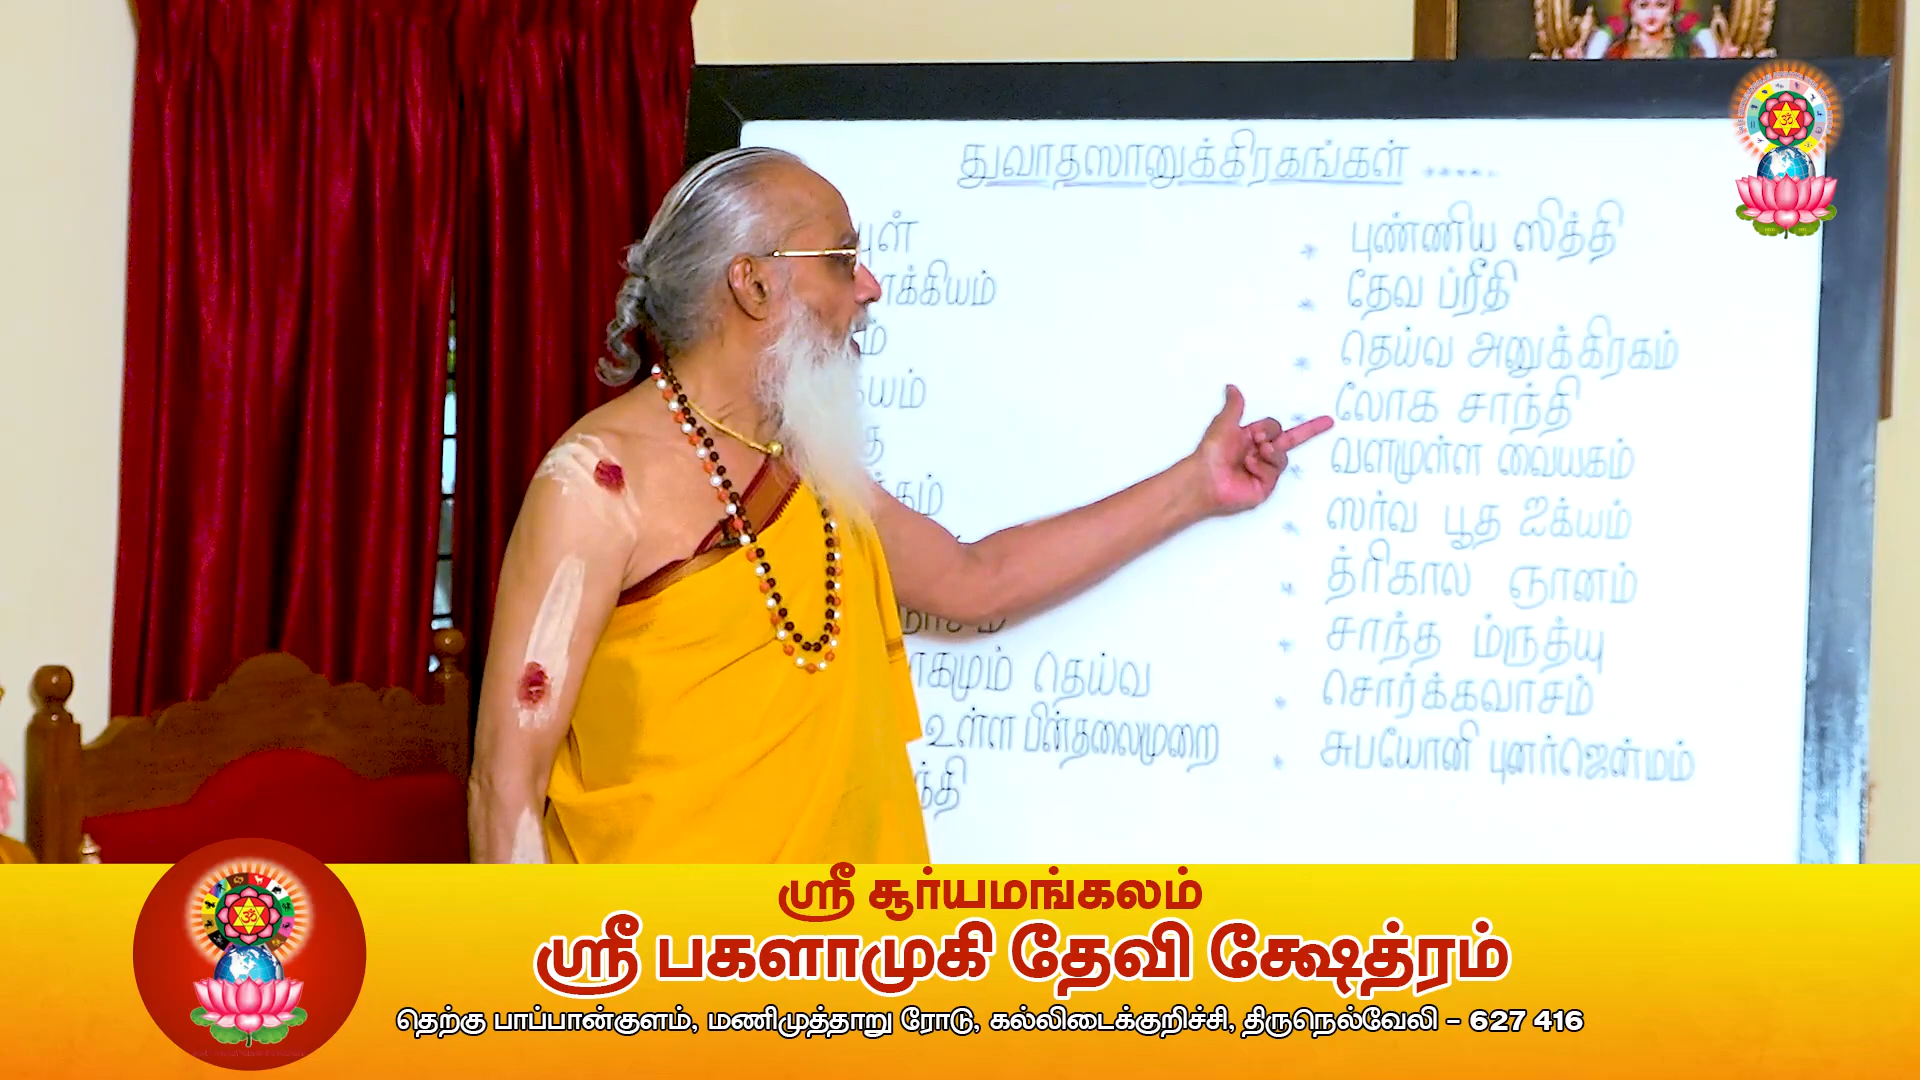 துவாதஸானுக்கிரகங்கள் .....
புண்ணிய ஸித்தி
தேவ ப்ரீதி
தெய்வ அனுக்கிரகம்
லோக சாந்தி
வளமுள்ள வையகம்
ஸர்வ பூத ஐக்யம்
த்ரிகால ஞானம்
சாந்த ம்ருத்யு
சொர்க்கவாசம்
சுபயோனி புனர்ஜென்மம்
தெய்வ
உள்ள பின்தலைமுறை
ஸ்ரீ சூர்யமங்கலம்
ஸ்ரீ பகளாமுகி தேவி க்ஷேத்ரம்
தெற்கு பாப்பான்குளம், மணிமுத்தாறு ரோடு, கல்லிடைக்குறிச்சி, திருநெல்வேலி – 627 416